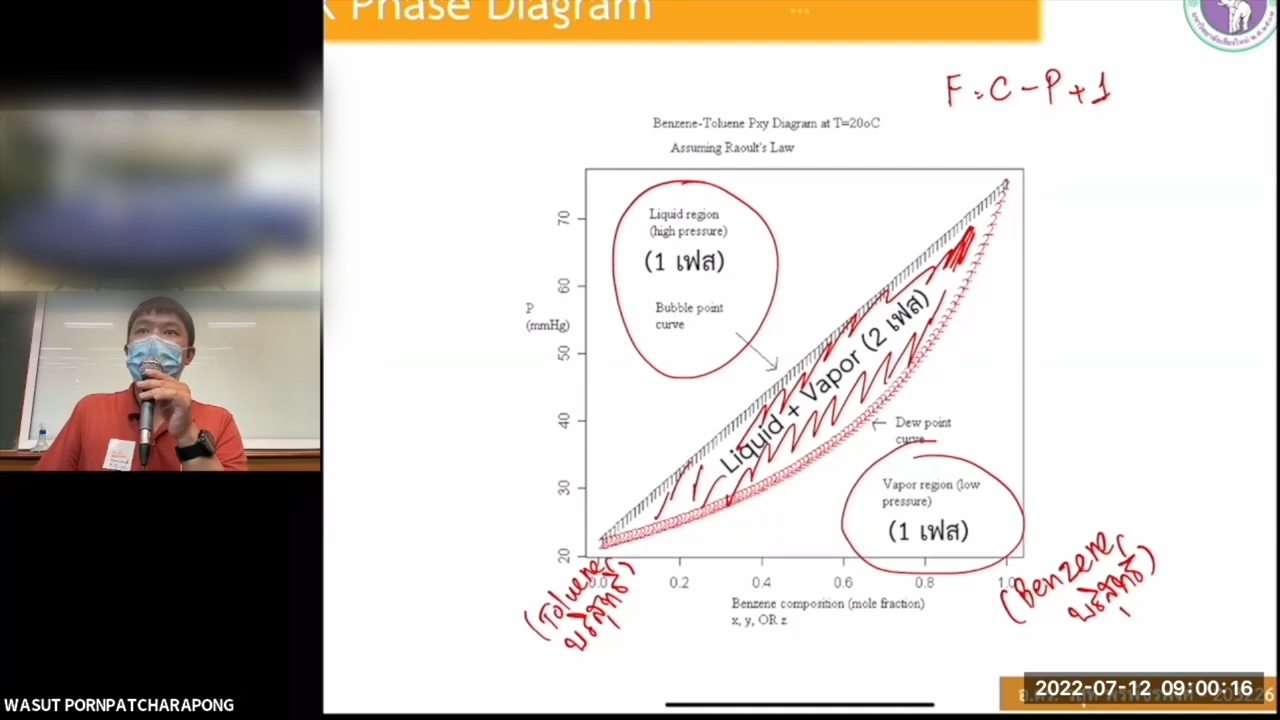 Phase Diagram
F = C - P + 1
Benzene-Toluene Pxy Diagram at T=20oC
Assuming Raoult's Law
Liquid region
(high pressure)
(1 เฟส)
Bubble point
curve
P
(mmHg)
70
60
50
40
30
20
Liquid + Vapor (2 เฟส)
Dew point
curve
Vapor region (low
pressure)
(1 เฟส)
0.0
0.2
0.4
0.6
0.8
1.0
Benzene composition (mole fraction)
x, y, OR z
(Toluene
บริสุทธิ์)
(Benzene
บริสุทธิ์)
2022-07-12 09:00:16
WASUT PORNPATCHARAPONG